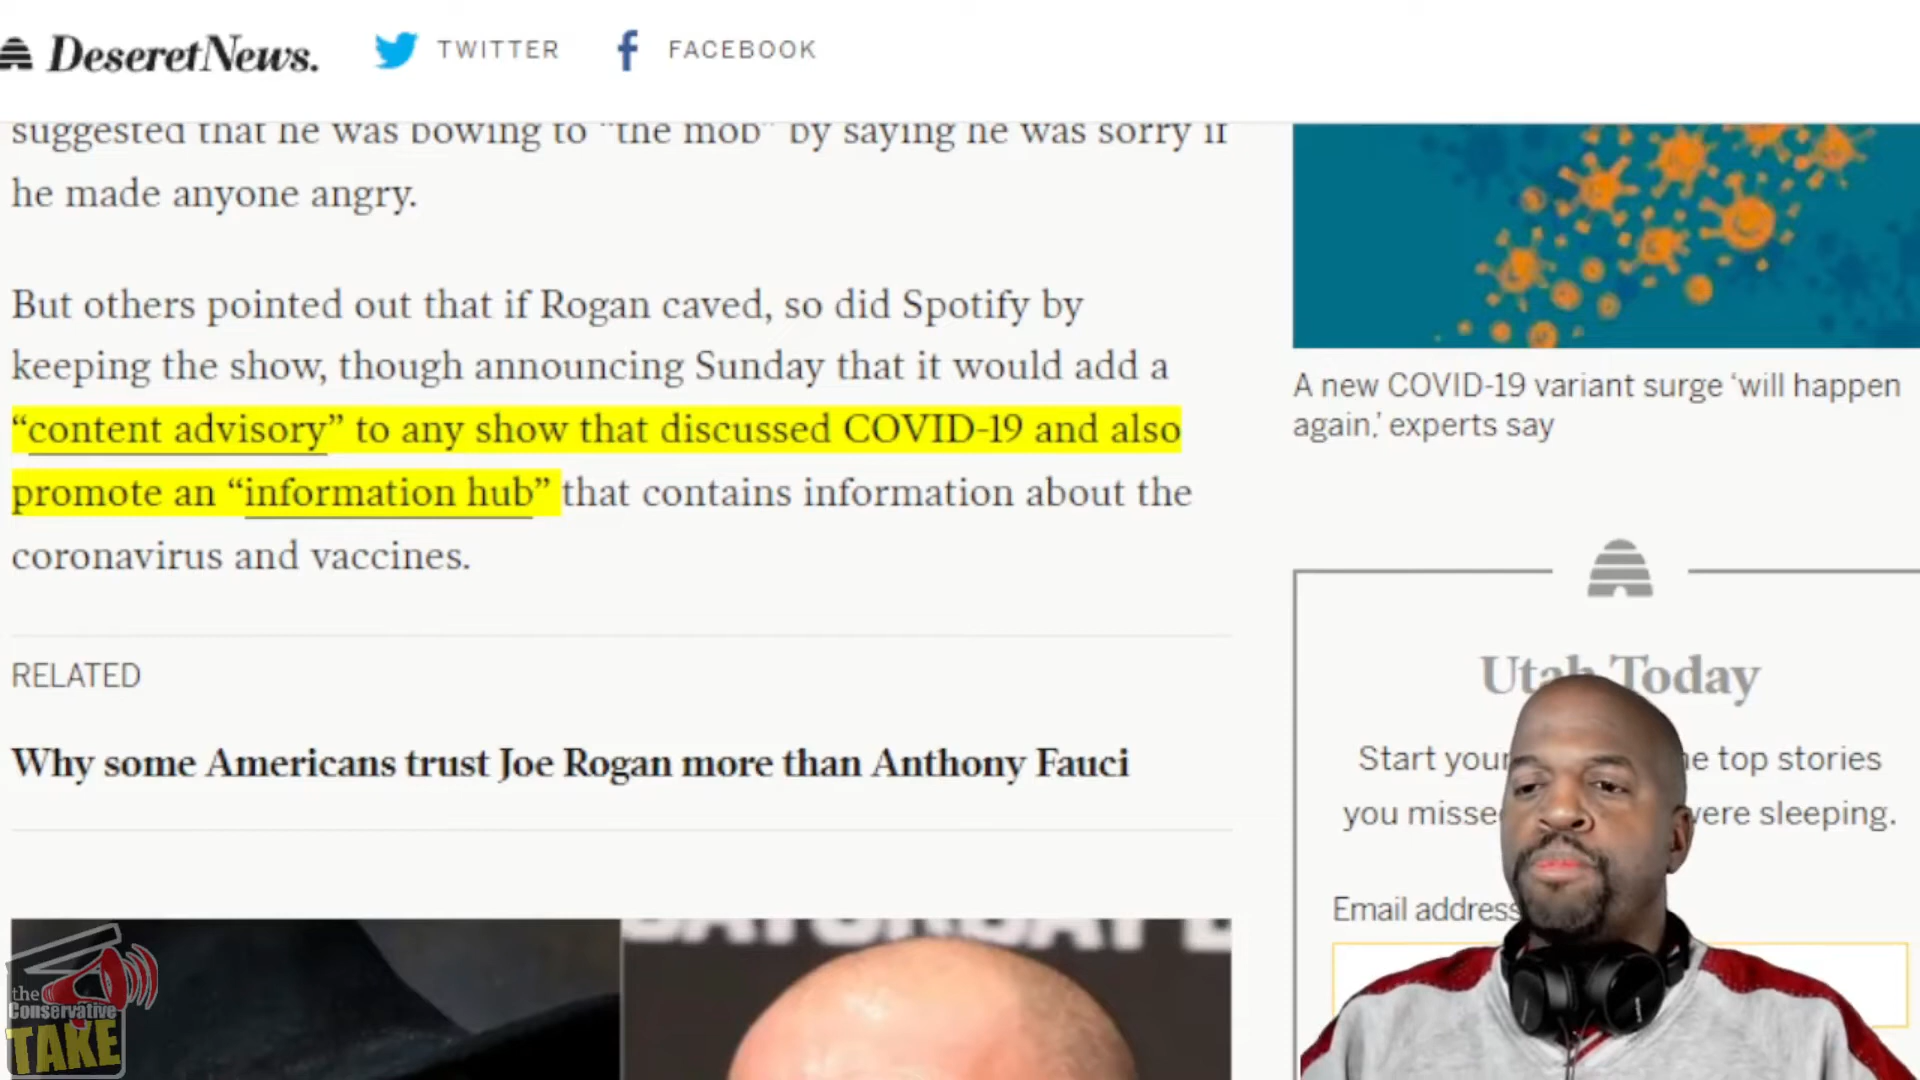 DeseretNews.
TWITTER
FACEBOOK
suggested that he was bowing to “the mob” by saying he was sorry if
he made anyone angry.
But others pointed out that if Rogan caved, so did Spotify by
keeping the show, though announcing Sunday that it would add a
“content advisory” to any show that discussed COVID-19 and also
promote an “information hub” that contains information about the
coronavirus and vaccines.
RELATED
Why some Americans trust Joe Rogan more than Anthony Fauci
A new COVID-19 variant surge ‘will happen
again,’ experts say
Utah Today
Start your top stories
you missed were sleeping.
Email address
the
Conservative
TAKE